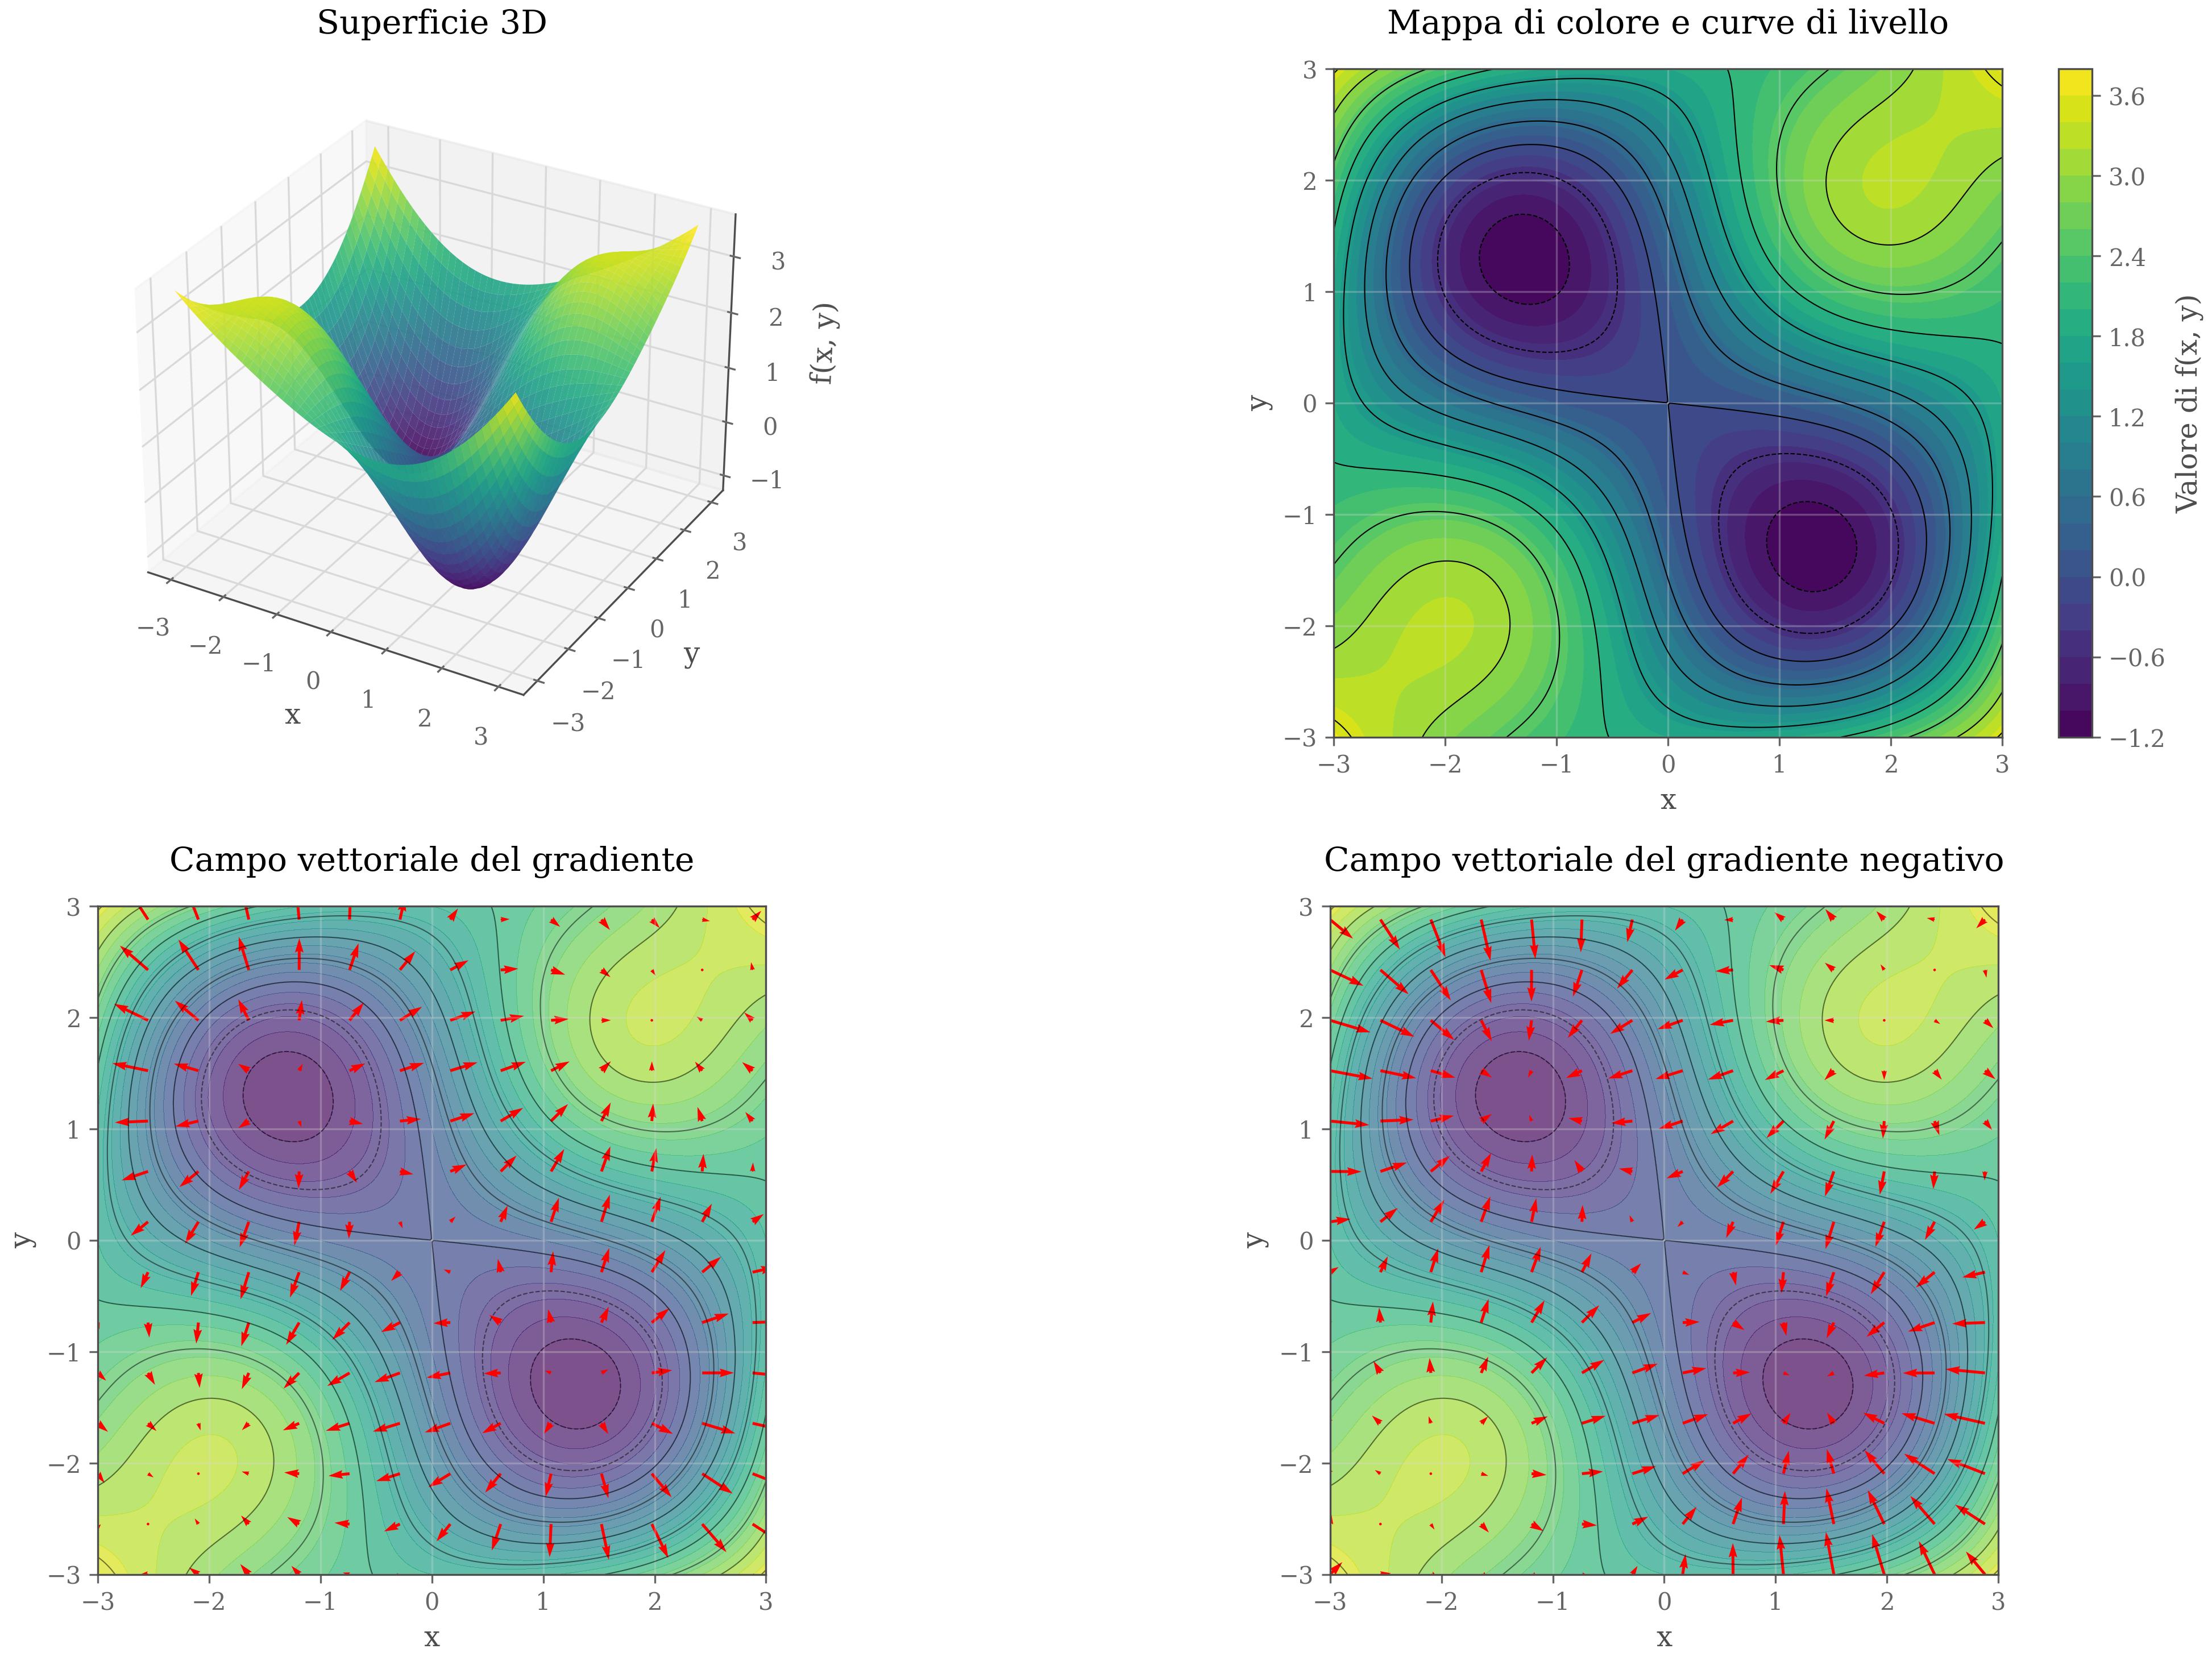 Superficie 3D
3
2
1
0
−1
f(x, y)
−3
−2
−1
0
1
2
3
x
−3
−2
−1
0
1
2
3
y
Mappa di colore e curve di livello
3
2
1
0
−1
−2
−3
y
−3 −2 −1 0 1 2 3
x
3.6
3.0
2.4
1.8
1.2
0.6
0.0
−0.6
−1.2
Valore di f(x, y)
Campo vettoriale del gradiente
3
2
1
0
−1
−2
−3
y
−3 −2 −1 0 1 2 3
x
Campo vettoriale del gradiente negativo
3
2
1
0
−1
−2
−3
y
−3 −2 −1 0 1 2 3
x